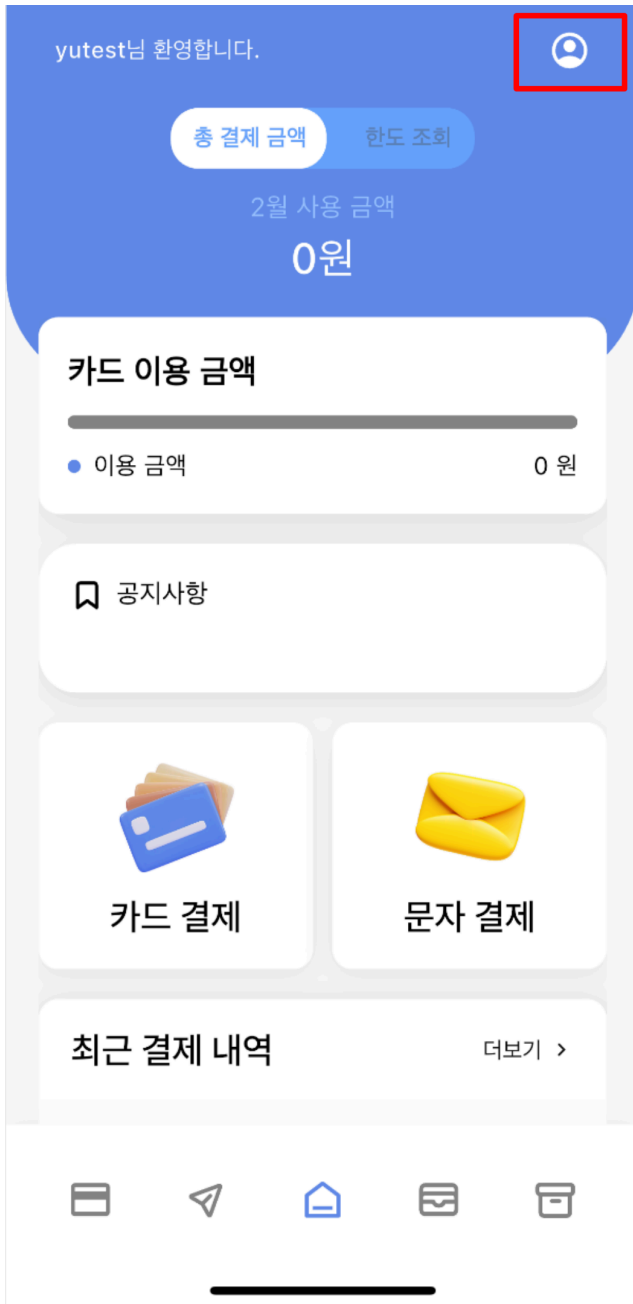 yutest님 환영합니다.
총 결제 금액 한도 조회
2월 사용 금액
0원
카드 이용 금액
이용 금액 0 원
공지사항
카드 결제 문자 결제
최근 결제 내역 더보기 >